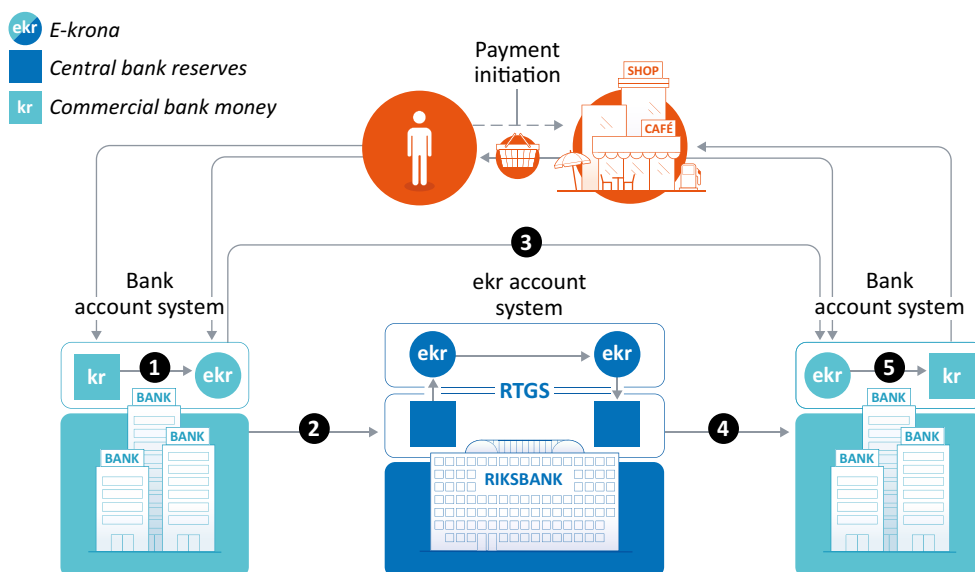 ekr E-krona
Central bank reserves
kr Commercial bank money
Payment
initiation
SHOP
CAFÉ
3
Bank
account system
ekr account
system
Bank
account system
kr 1 ekr
ekr ekr
ekr 5 kr
RTGS
BANK
BANK
BANK
2
RIKSBANK
4
BANK
BANK
BANK